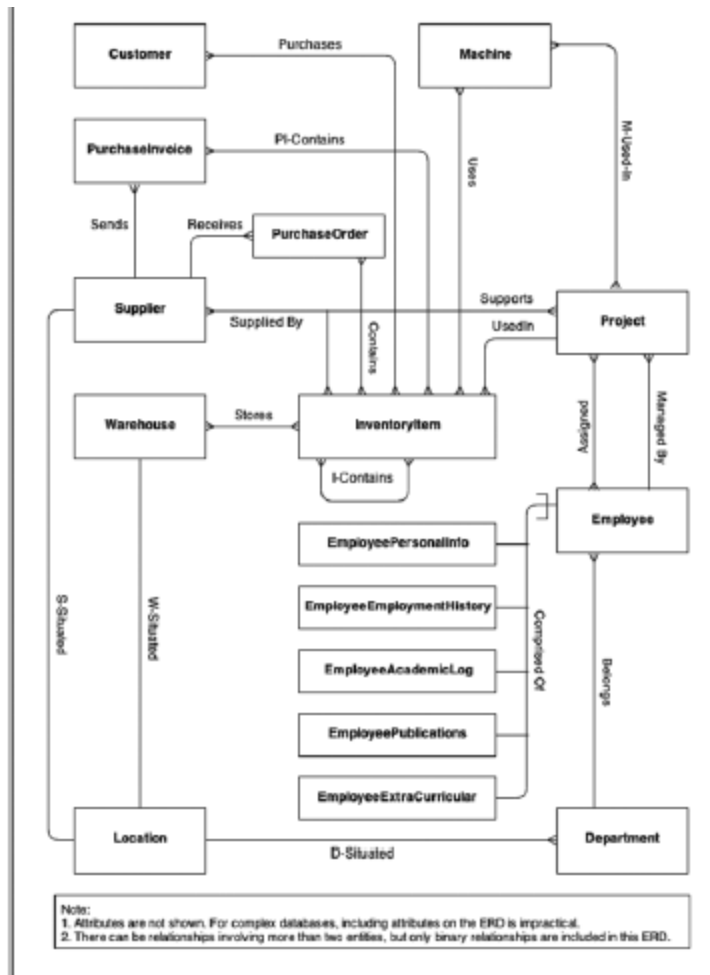 Customer
Purchases
Machine
PurchaseInvoice
PI-Contains
Uses
M-Used-In
Sends
Receives
PurchaseOrder
Supplier
Supplied By
Contains
Supports
UsedIn
Project
Warehouse
Stores
InventoryItem
I-Contains
Assigned
Managed By
Employee
EmployeePersonalInfo
EmployeeEmploymentHistory
EmployeeAcademicLog
EmployeePublications
EmployeeExtraCurricular
Comprised Of
S-Situated
W-Situated
Belongs
Location
D-Situated
Department
Note:
1. Attributes are not shown. For complex databases, including attributes on the ERD is impractical.
2. There can be relationships involving more than two entities, but only binary relationships are included in this ERD.